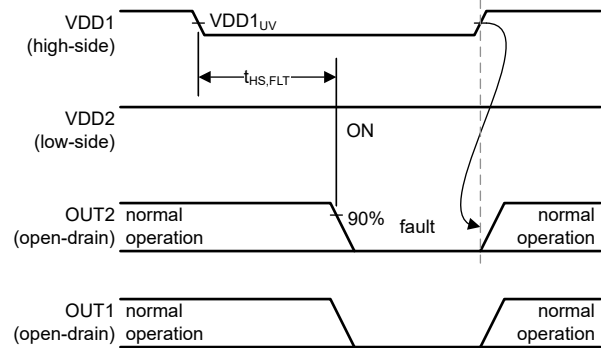 VDD1
(high-side)
VDD1UV
tHS,FLT
VDD2
(low-side)
ON
OUT2
(open-drain)
normal
operation
90%
fault
normal
operation
OUT1
(open-drain)
normal
operation
normal
operation